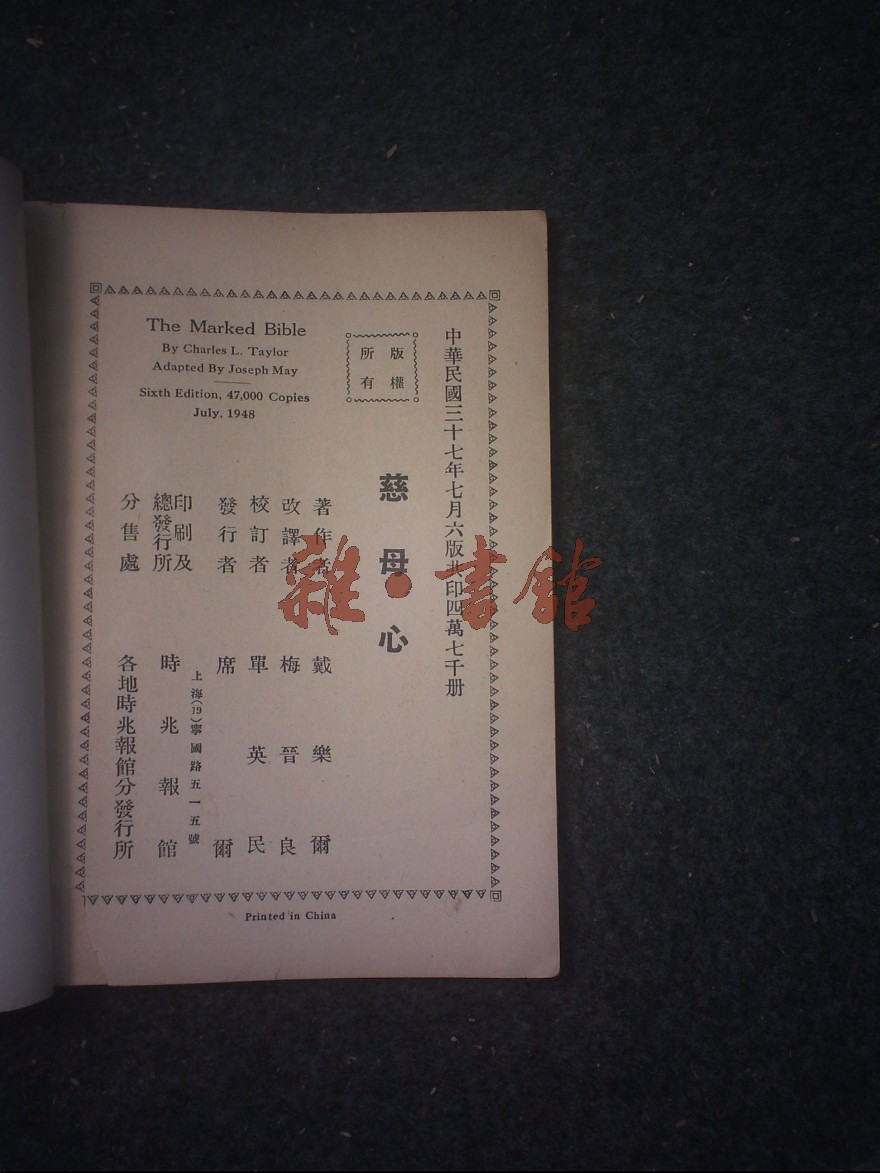 中華民國三十七年七月六版共印四萬七千册
版權
所有
慈母心
著作者 戴樂爾
改譯者 梅晉良
校訂者 單英民
發行者 席爾
印刷及總發行所 時兆報館
上海(19)寧國路五一五號
分售處 各地時兆報館分發行所
The Marked Bible
By Charles L. Taylor
Adapted By Joseph May
Sixth Edition, 47,000 Copies
July, 1948
Printed in China
雜·書館